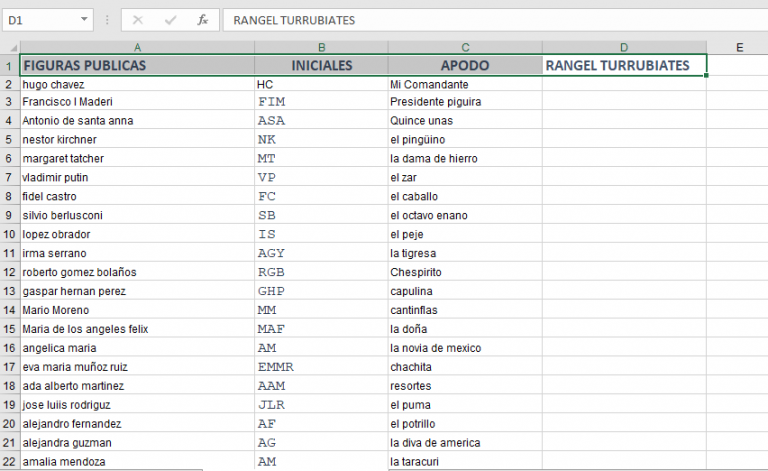 D1 fx RANGEL TURRUBIATES
A B C D E
1 FIGURAS PUBLICAS INICIALES APODO RANGEL TURRUBIATES
2 hugo chavez HC Mi Comandante
3 Francisco I Maderi FIM Presidente piguira
4 Antonio de santa anna ASA Quince unas
5 nestor kirchner NK el pingüino
6 margaret tatcher MT la dama de hierro
7 vladimir putin VP el zar
8 fidel castro FC el caballo
9 silvio berlusconi SB el octavo enano
10 lopez obrador IS el peje
11 irma serrano AGY la tigresa
12 roberto gomez bolaños RGB Chespirito
13 gaspar hernan perez GHP capulina
14 Mario Moreno MM cantinflas
15 Maria de los angeles felix MAF la doña
16 angelica maria AM la novia de mexico
17 eva maria muñoz ruiz EMMR chachita
18 ada alberto martinez AAM resortes
19 jose luiis rodriguz JLR el puma
20 alejandro fernandez AF el potrillo
21 alejandra guzman AG la diva de america
22 amalia mendoza AM la taracuri